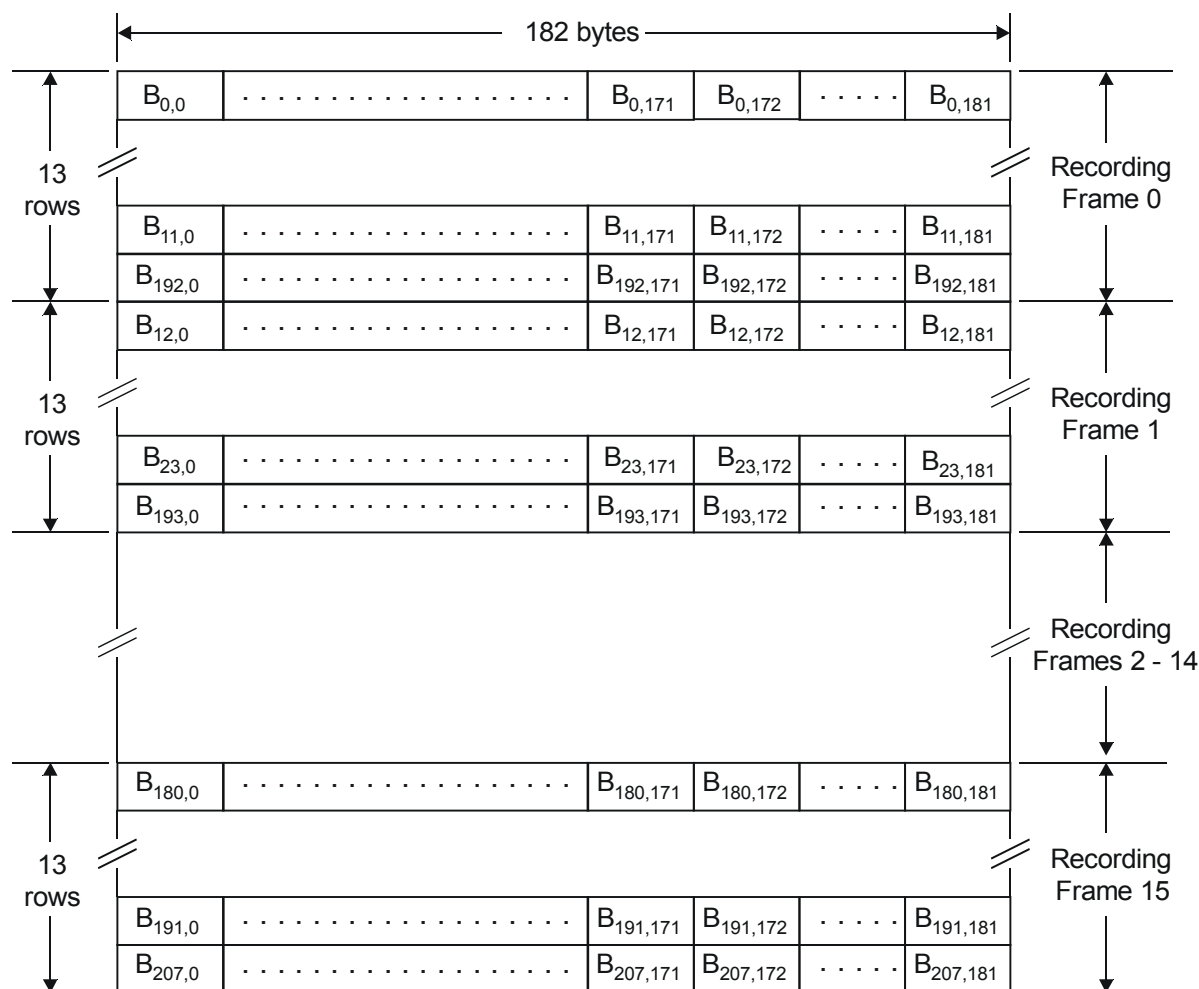 182 bytes
B0,0 . . . . . . . . . . . . . . . . . . . B0,171 B0,172 . . . . . B0,181
13
rows
Recording
Frame 0
B11,0 . . . . . . . . . . . . . . . . . . . B11,171 B11,172 . . . . . B11,181
B192,0 . . . . . . . . . . . . . . . . . . . B192,171 B192,172 . . . . . B192,181
B12,0 . . . . . . . . . . . . . . . . . . . B12,171 B12,172 . . . . . B12,181
13
rows
Recording
Frame 1
B23,0 . . . . . . . . . . . . . . . . . . . B23,171 B23,172 . . . . . B23,181
B193,0 . . . . . . . . . . . . . . . . . . . B193,171 B193,172 . . . . . B193,181
Recording
Frames 2 - 14
B180,0 . . . . . . . . . . . . . . . . . . . B180,171 B180,172 . . . . . B180,181
13
rows
Recording
Frame 15
B191,0 . . . . . . . . . . . . . . . . . . . B191,171 B191,172 . . . . . B191,181
B207,0 . . . . . . . . . . . . . . . . . . . B207,171 B207,172 . . . . . B207,181